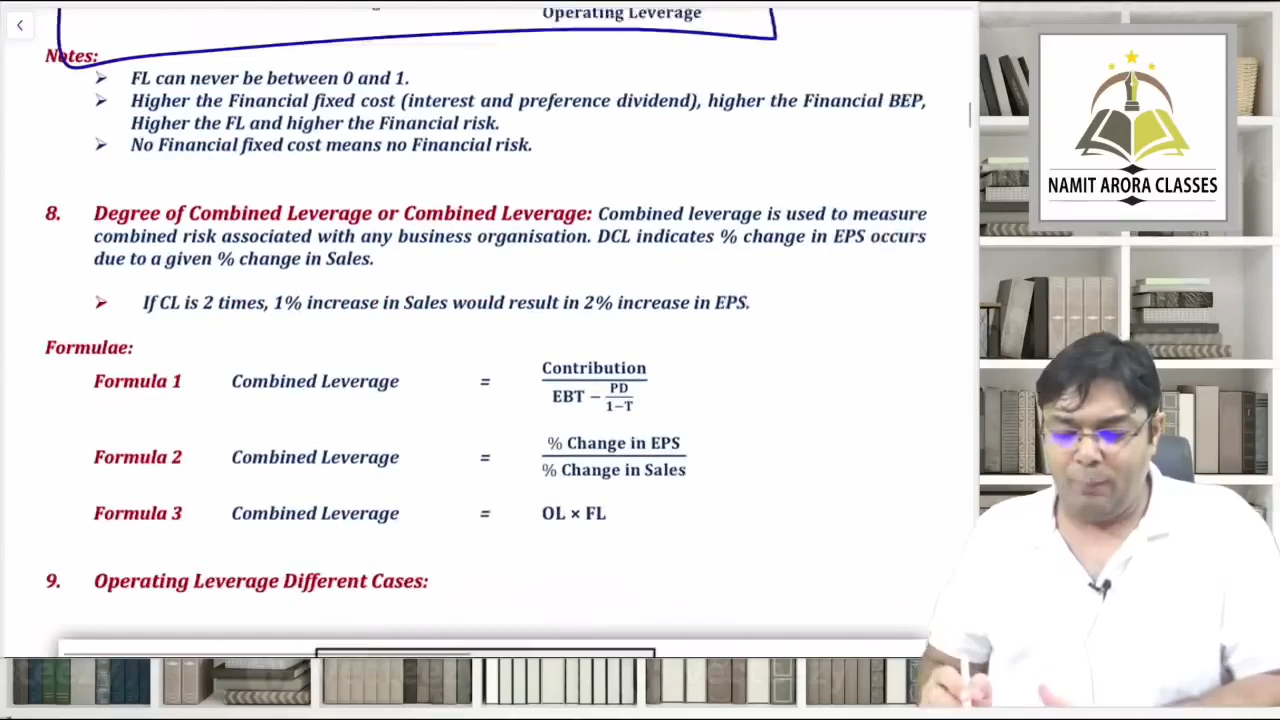 Operating Leverage
Notes:
➢ FL can never be between 0 and 1.
➢ Higher the Financial fixed cost (interest and preference dividend), higher the Financial BEP,
Higher the FL and higher the Financial risk.
➢ No Financial fixed cost means no Financial risk.
8. Degree of Combined Leverage or Combined Leverage: Combined leverage is used to measure
combined risk associated with any business organisation. DCL indicates % change in EPS occurs
due to a given % change in Sales.
➢ If CL is 2 times, 1% increase in Sales would result in 2% increase in EPS.
Formulae:
Formula 1 Combined Leverage =
Contribution
EBT − PD
1−T
Formula 2 Combined Leverage =
% Change in EPS
% Change in Sales
Formula 3 Combined Leverage = OL × FL
9. Operating Leverage Different Cases:
NAMIT ARORA CLASSES